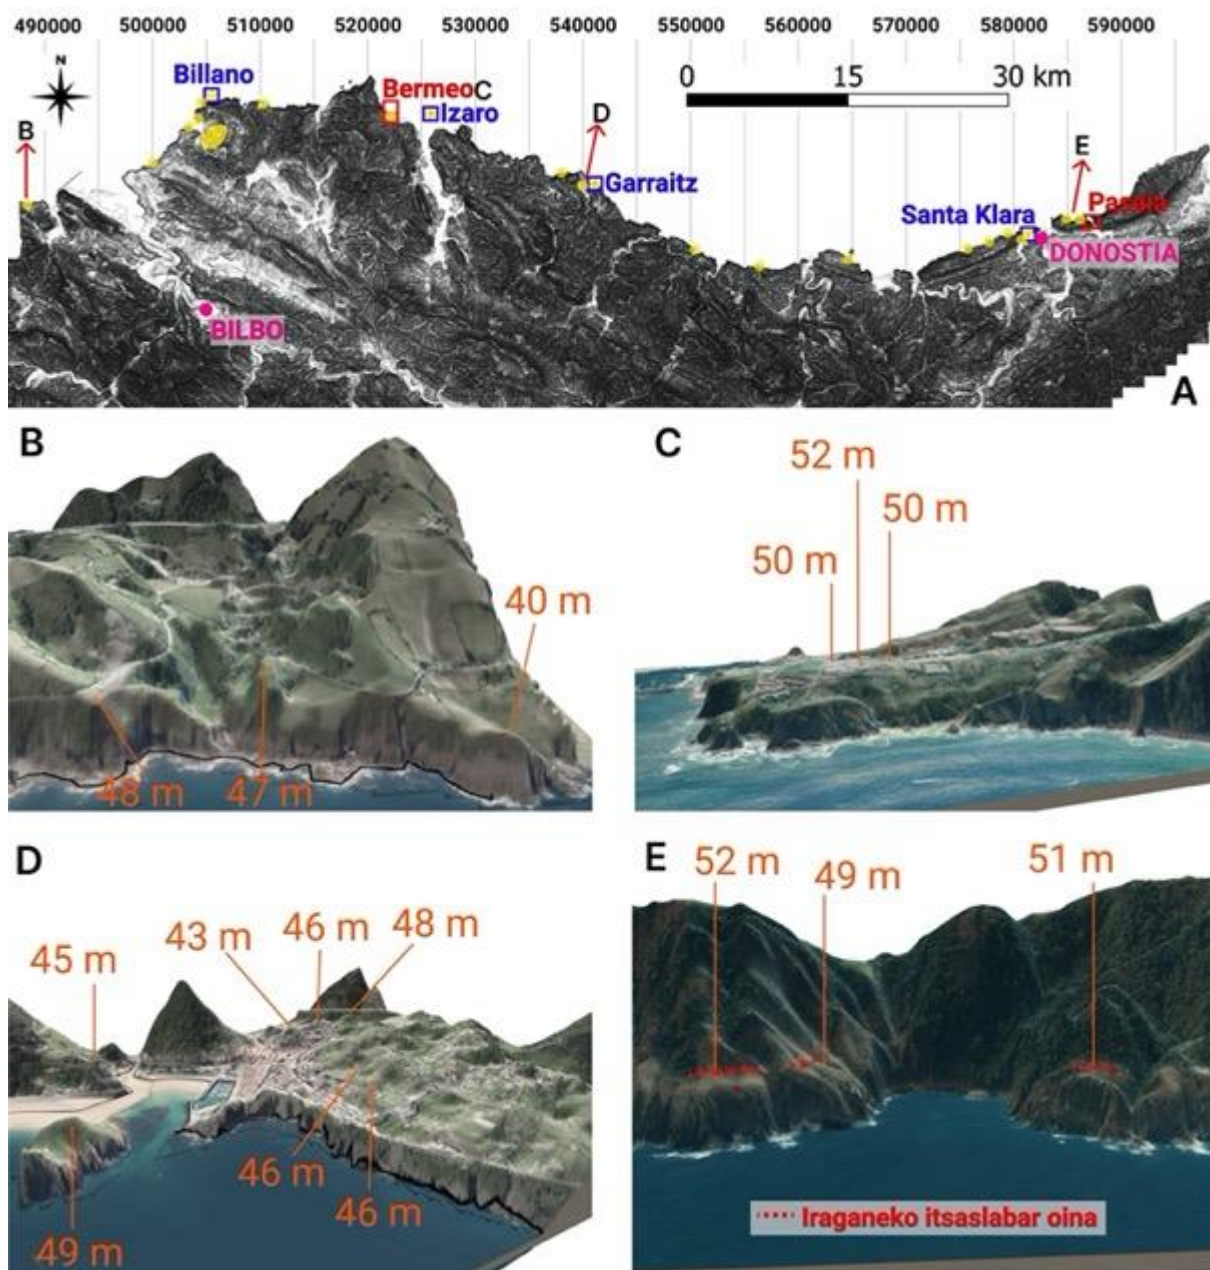 490000 500000 510000 520000 530000 540000 550000 560000 570000 580000 590000
N
0 15 30 km
Billano
BermeoC
Izaro
D
B
E
Garraitz
Santa Klara
Pasaia
DONOSTIA
BILBO
A
B
40 m
48 m
47 m
C
52 m
50 m
50 m
D
43 m
46 m
48 m
45 m
46 m
46 m
49 m
E
52 m
49 m
51 m
Iraganeko itsaslabar oina